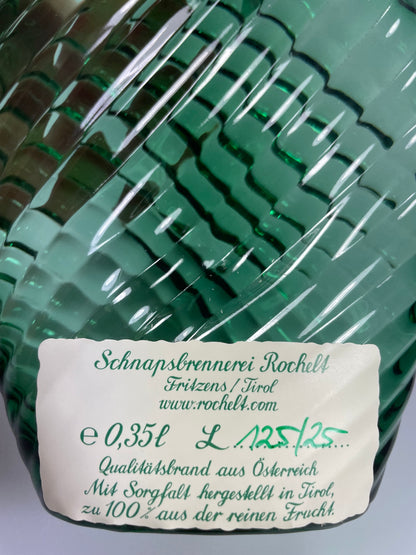 Schnapsbrennerei Rochelt
Fritzens/Tirol
www.rochelt.com
e 0,35l L 125/25
Qualitätsbrand aus Österreich
Mit Sorgfalt hergestellt in Tirol,
zu 100% aus der reinen Frucht.